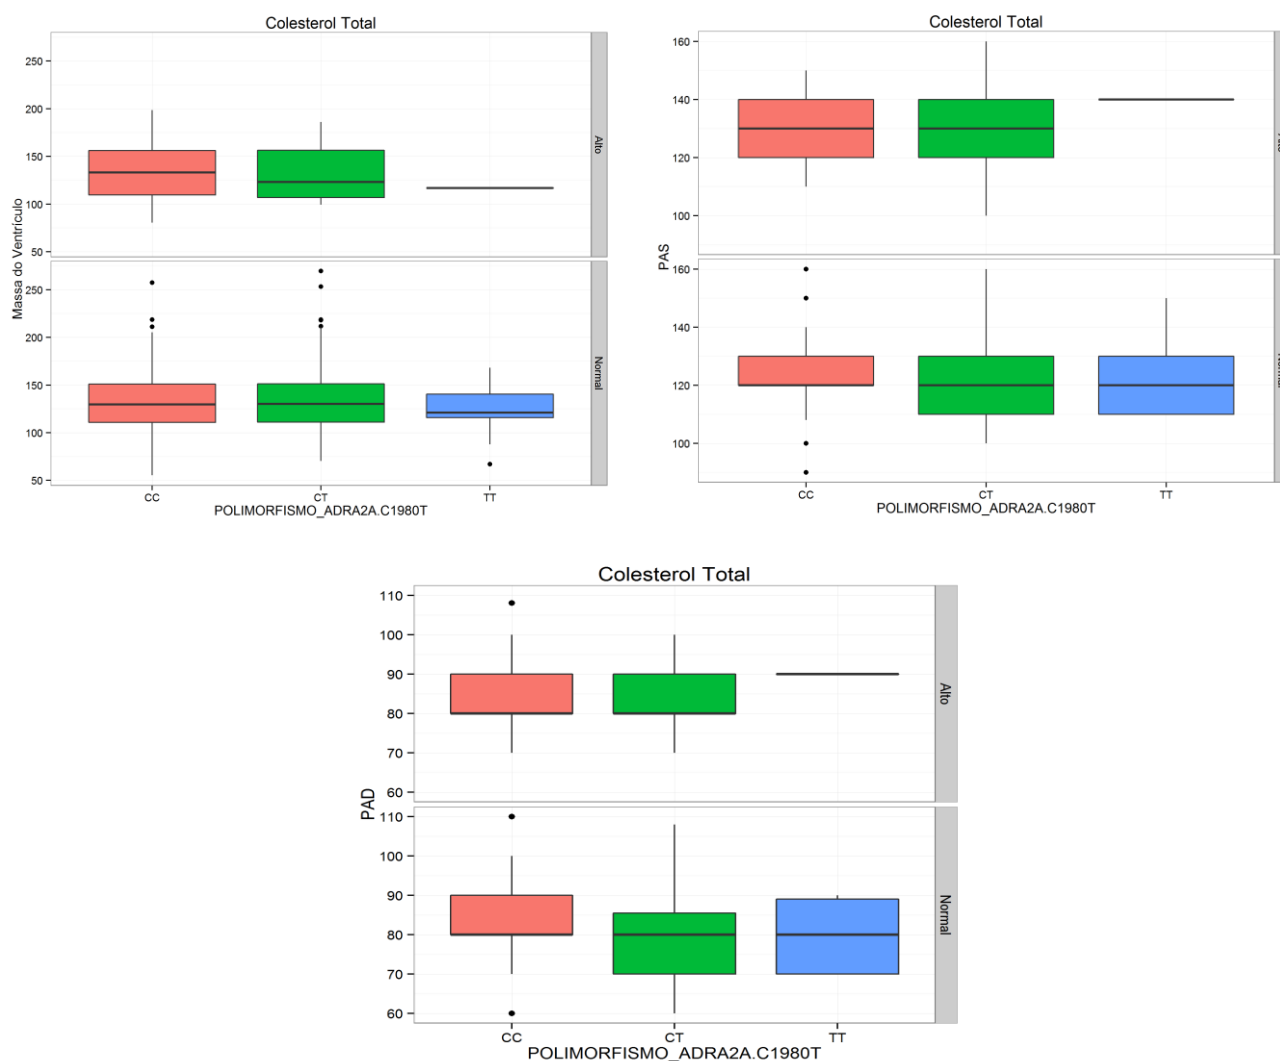 Colesterol Total
250
200
150
100
50
Alto
Massa do Ventrículo
250
200
150
100
50
Normal
CC CT TT
POLIMORFISMO_ADRA2A.C1980T
Colesterol Total
160
140
120
100
PAS
160
140
120
100
CC CT TT
POLIMORFISMO_ADRA2A.C1980T
Colesterol Total
110
100
90
80
70
60
Alto
PAD
110
100
90
80
70
60
Normal
CC CT TT
POLIMORFISMO_ADRA2A.C1980T